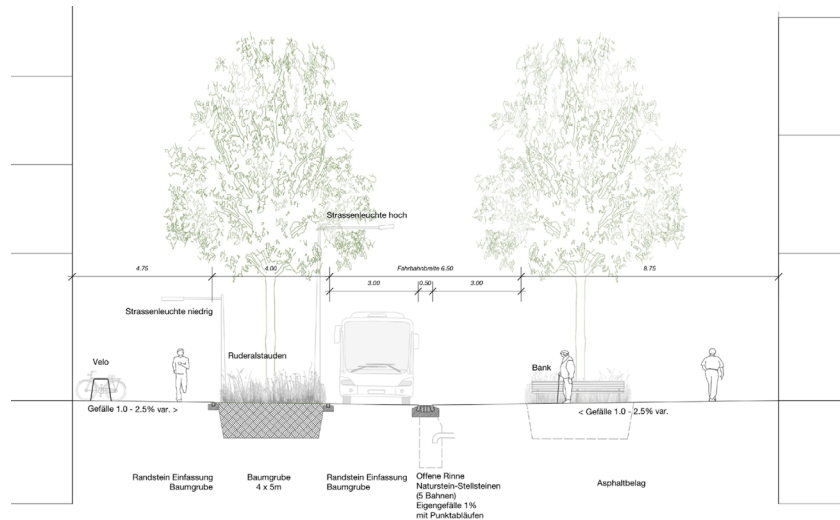 Strassenleuchte hoch
4.75
4.00
Fahrbahnbreite 6.50
8.75
3.00
0.50
3.00
Strassenleuchte niedrig
Velo
Ruderalstauden
Bank
Gefälle 1.0 - 2.5% var. >
< Gefälle 1.0 - 2.5% var.
Randstein Einfassung
Baumgrube
Baumgrube
4 x 5m
Randstein Einfassung
Baumgrube
Offene Rinne
Naturstein-Stellsteinen
(5 Bahnen)
Eigengefälle 1%
mit Punktabläufen
Asphaltbelag